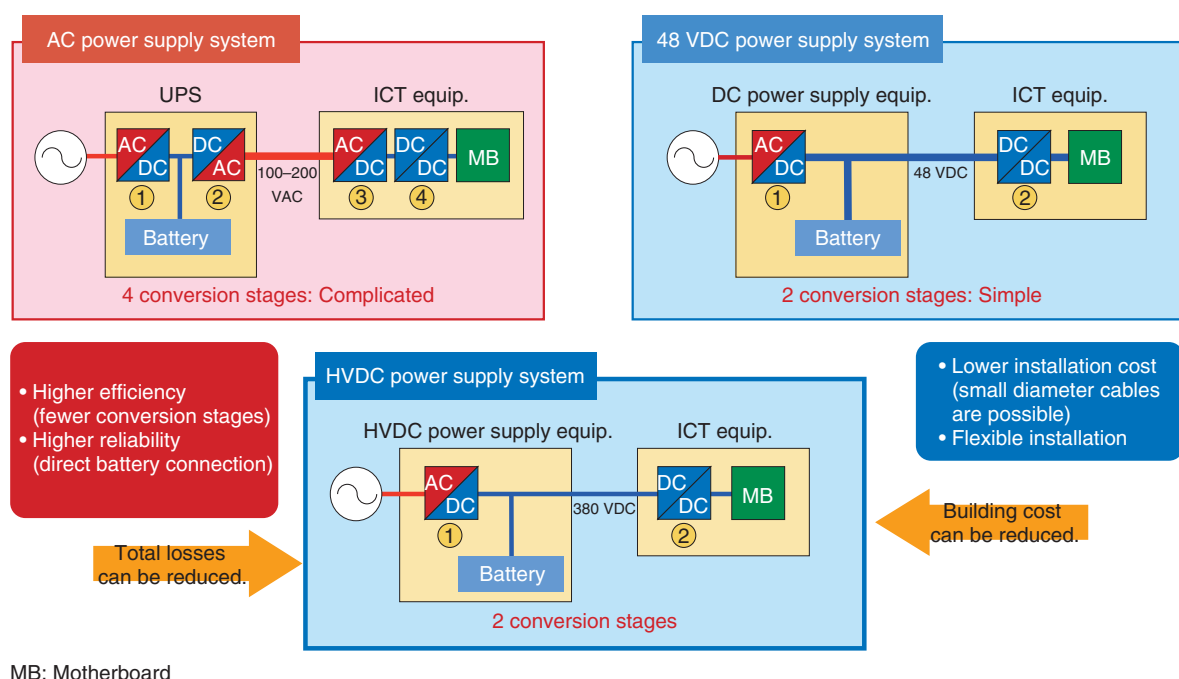 AC power supply system
UPS
ICT equip.
AC
DC
DC
AC
100–200
VAC
AC
DC
DC
DC
MB
①
②
③
④
Battery
4 conversion stages: Complicated
48 VDC power supply system
DC power supply equip.
ICT equip.
AC
DC
48 VDC
DC
DC
MB
①
②
Battery
2 conversion stages: Simple
• Higher efficiency
(fewer conversion stages)
• Higher reliability
(direct battery connection)
Total losses
can be reduced.
HVDC power supply system
HVDC power supply equip.
ICT equip.
AC
DC
380 VDC
DC
DC
MB
①
②
Battery
2 conversion stages
• Lower installation cost
(small diameter cables
are possible)
• Flexible installation
Building cost
can be reduced.
MB: Motherboard